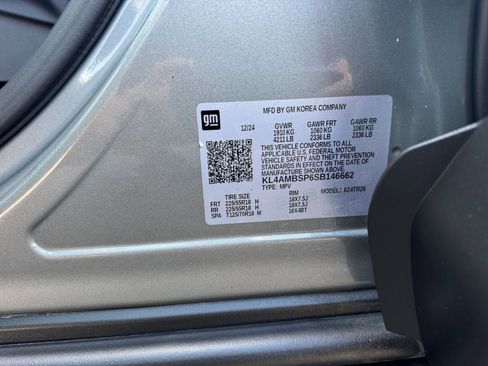 MFD BY GM KOREA COMPANY
gm 12/24 GVWR GAWR FRT GAWR RR
1910 KG 1060 KG 1060 KG
4211 LB 2336 LB 2336 LB
THIS VEHICLE CONFORMS TO ALL
APPLICABLE U.S. FEDERAL MOTOR
VEHICLE SAFETY AND THEFT PREVENTION
STANDARDS IN EFFECT ON THE DATE OF
MANUFACTURE SHOWN ABOVE.
KL4AMBSP6SB146662
TYPE: MPV MODEL: 624TR26
TIRE SIZE RIM
FRT 225/55R18 H 18X7.5J
RR 225/55R18 H 18X7.5J
SPA T125/70R16 M 16X4BT